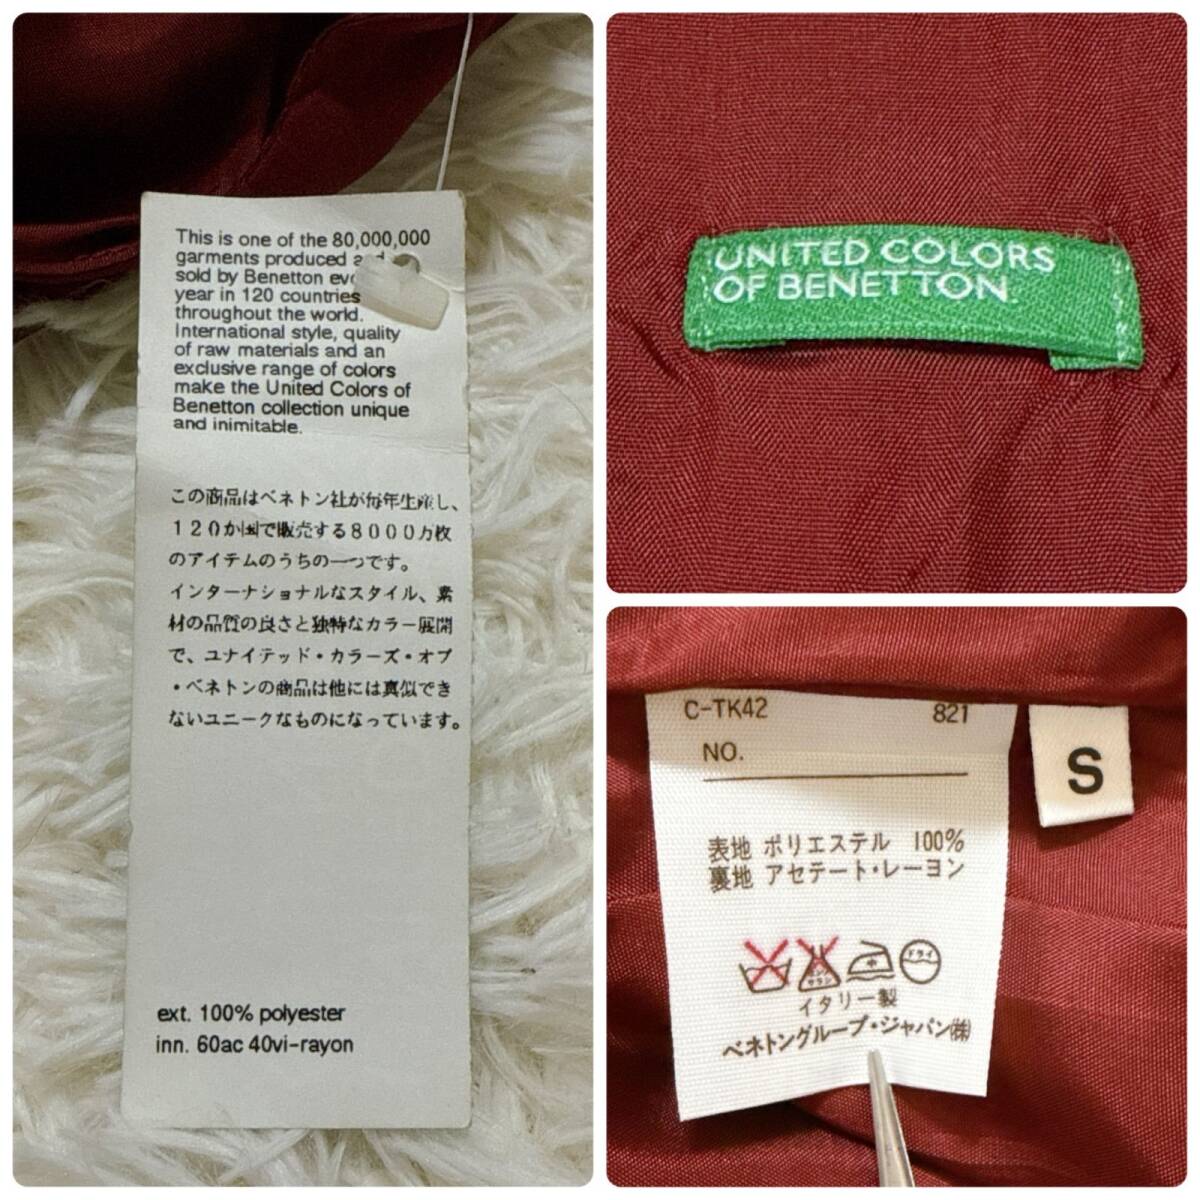 This is one of the 80,000,000
garments produced and
sold by Benetton eve
year in 120 countries
throughout the world.
International style, quality
of raw materials and an
exclusive range of colors
make the United Colors of
Benetton collection unique
and inimitable.
この商品はベネトン社が毎年生産し、
120か国で販売する8000万枚
のアイテムのうちの一つです。
インターナショナルなスタイル、素
材の品質の良さと独特なカラー展開
で、ユナイテッド・カラーズ・オブ
・ベネトンの商品は他には真似でき
ないユニークなものになっています。
ext. 100% polyester
inn. 60ac 40vi-rayon
UNITED COLORS
OF BENETTON
C-TK42 821
NO.
S
表地 ポリエステル 100%
裏地 アセテート・レーヨン
エンソ サラシ 中 ドライ
イタリー製
ベネトングループ・ジャパン㈱